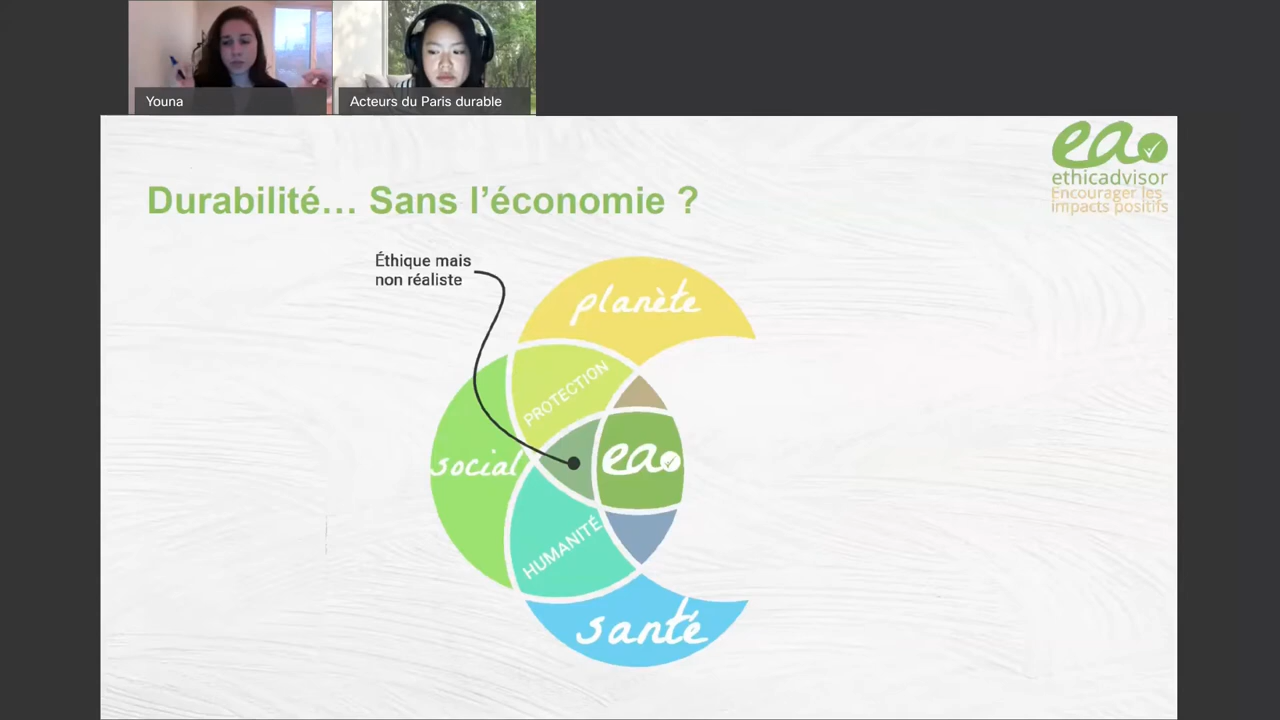 Youna
Acteurs du Paris durable
ea
ethicadvisor
Encourager les
impacts positifs
Durabilité… Sans l’économie ?
Éthique mais
non réaliste
planète
PROTECTION
social
ea
HUMANITÉ
santé